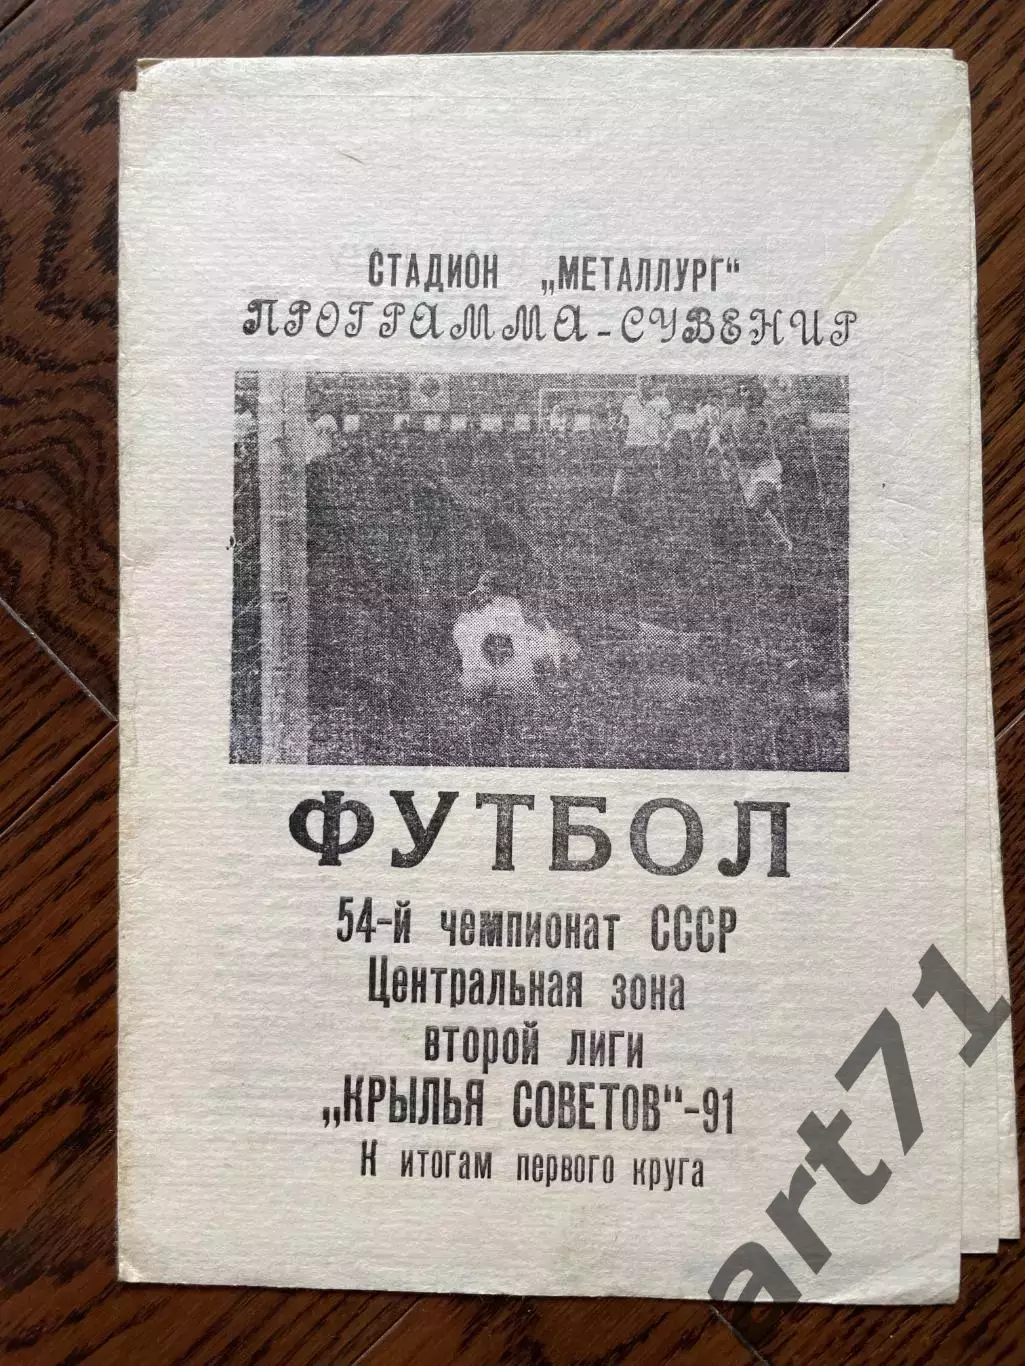 СТАДИОН „МЕТАЛЛУРГ“
ПРОГРАММА-СУВЕНИР
ФУТБОЛ
54-й чемпионат СССР
Центральная зона
второй лиги
„КРЫЛЬЯ СОВЕТОВ“-91
К итогам первого круга
art71